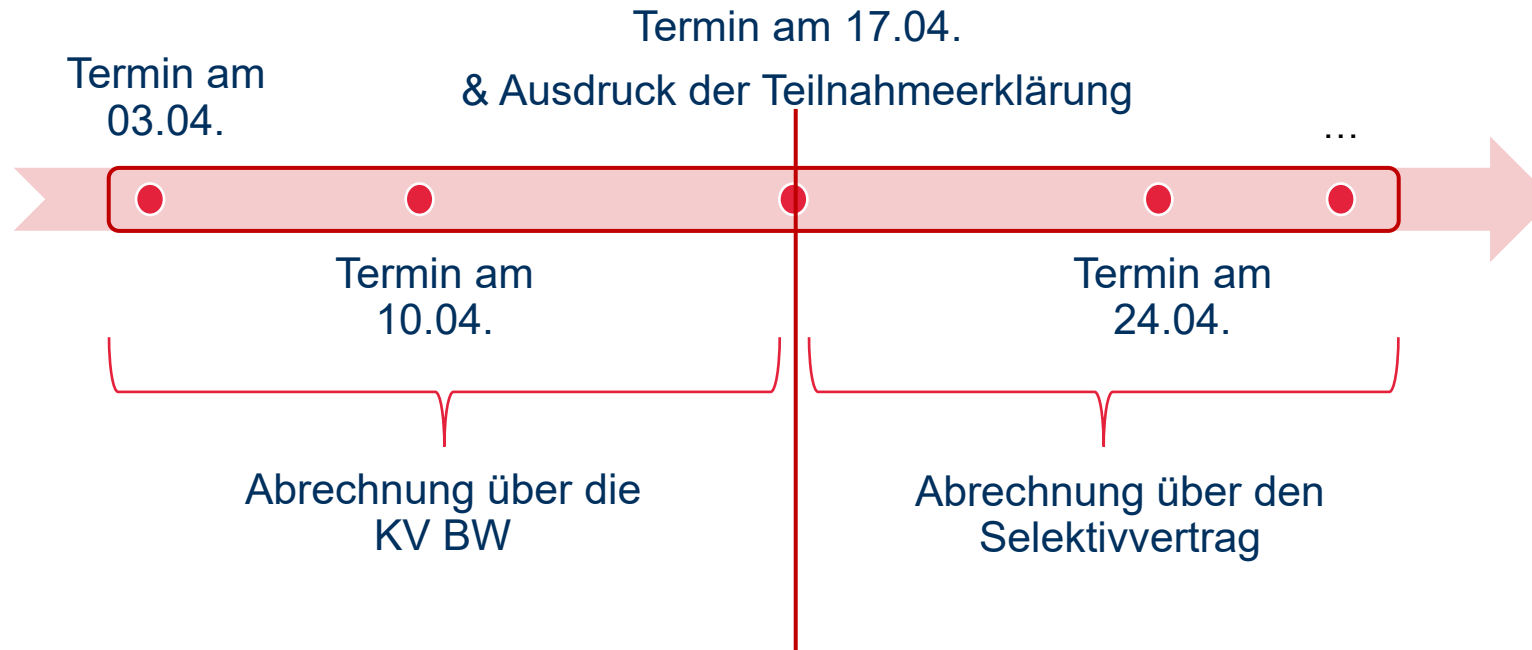 Termin am 17.04.
& Ausdruck der Teilnahmeerklärung
Termin am
03.04.
...
Termin am
10.04.
Termin am
24.04.
Abrechnung über die
KV BW
Abrechnung über den
Selektivvertrag